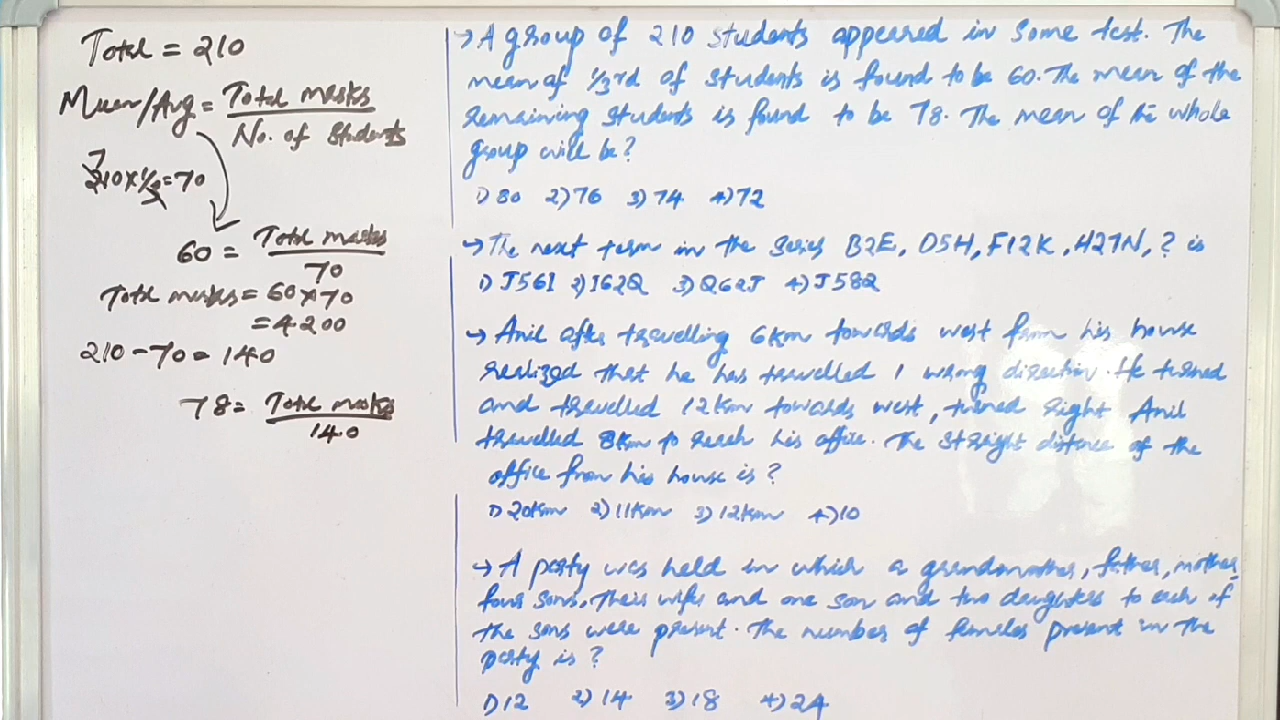 Total = 210
Mean/Avg = Total marks
No. of Students
7
210 x 1/3 = 70
60 = Total marks
70
Total marks = 60 x 70
= 4200
210 - 70 = 140
78 = Total marks
140
→ A group of 210 students appeared in some test. The
mean of 1/3rd of students is found to be 60. The mean of the
remaining students is found to be 78. The mean of the whole
group will be?
1) 80 2) 76 3) 74 4) 72
→ The next term in the series B2E, D5H, F12K, H27N, ? is
1) J56I 2) I62Q 3) Q62J 4) J58Q
→ Anil after travelling 6km towards west from his house
realized that he has travelled 1 wrong direction. He turned
and travelled 12km towards west, turned right Anil
travelled 8km to reach his office. The straight distance of the
office from his house is?
1) 20km 2) 11km 3) 12km 4) 10
→ A party was held in which a grandmother, father, mother,
four sons, their wifes and one son and two daughters to each of
the sons were present. The number of females present in the
party is?
1) 12 2) 14 3) 18 4) 24